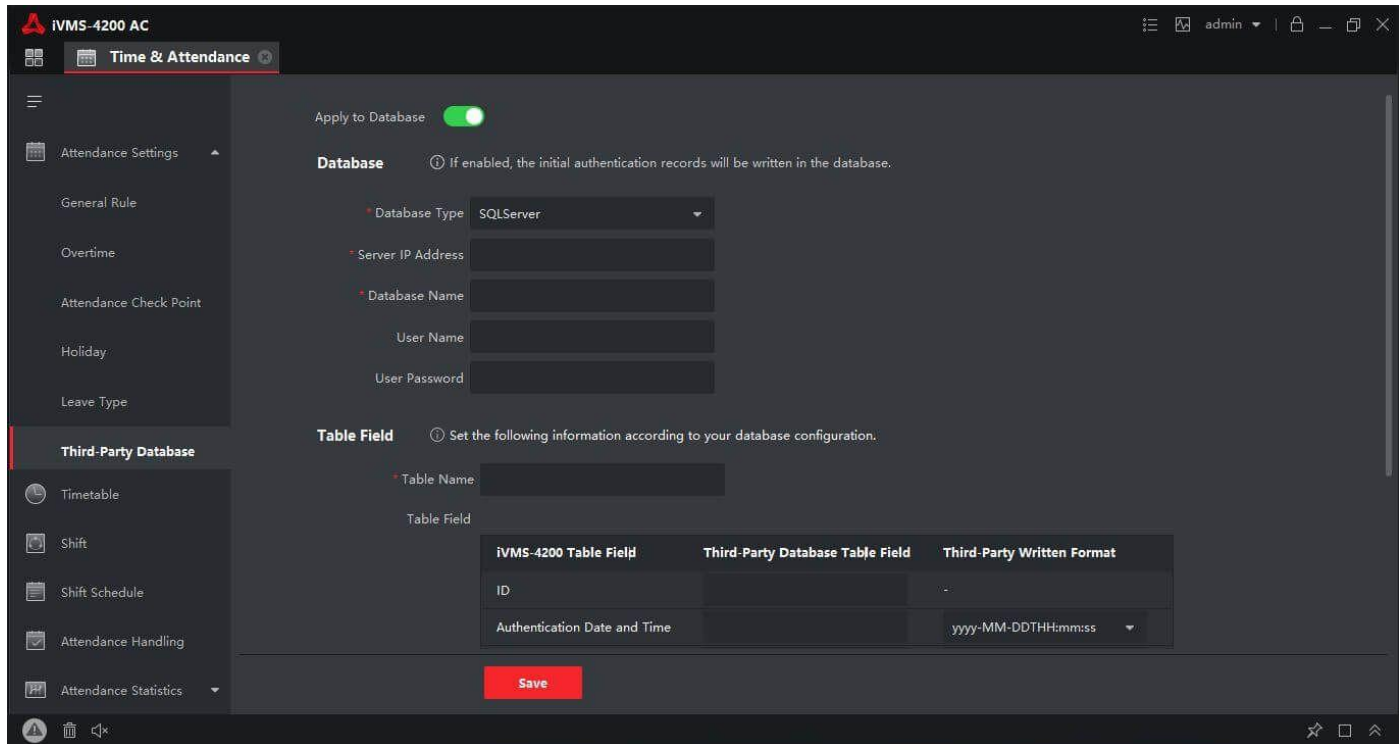 iVMS-4200 AC
admin
Time & Attendance
Apply to Database
Attendance Settings
Database
If enabled, the initial authentication records will be written in the database.
General Rule
* Database Type SQLServer
Overtime
* Server IP Address
Attendance Check Point
* Database Name
User Name
Holiday
User Password
Leave Type
Table Field
Set the following information according to your database configuration.
Third-Party Database
* Table Name
Timetable
Table Field
Shift
iVMS-4200 Table Field Third-Party Database Table Field Third-Party Written Format
Shift Schedule
ID -
Authentication Date and Time yyyy-MM-DDTHH:mm:ss
Attendance Handling
Save
Attendance Statistics